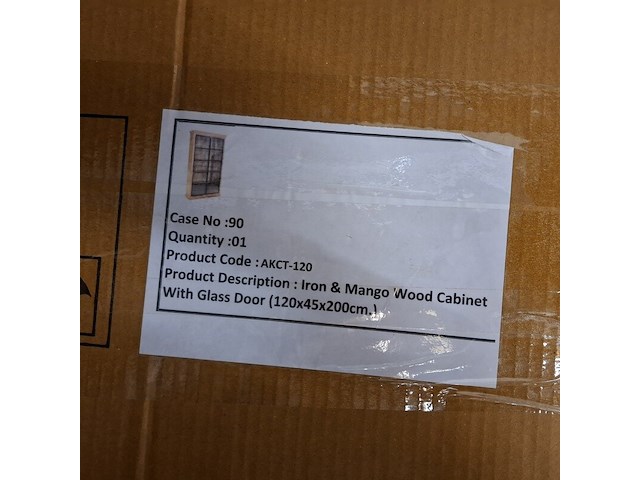 Case No :90
Quantity :01
Product Code : AKCT-120
Product Description : Iron & Mango Wood Cabinet
With Glass Door (120x45x200cm.)